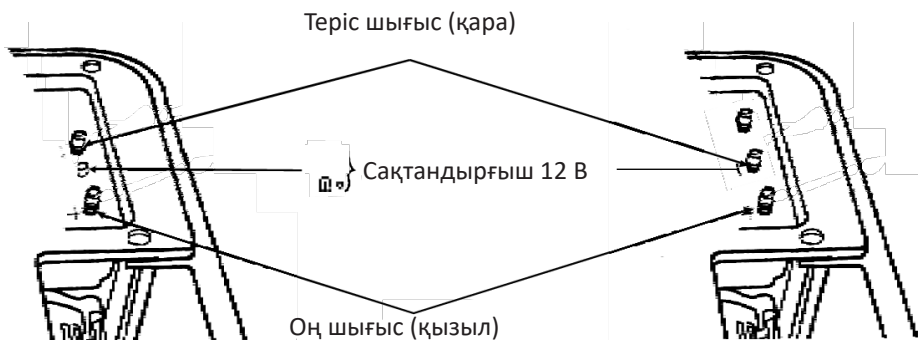 Теріс шығыс (қара)
Сақтандырғыш 12 В
Оң шығыс (қызыл)